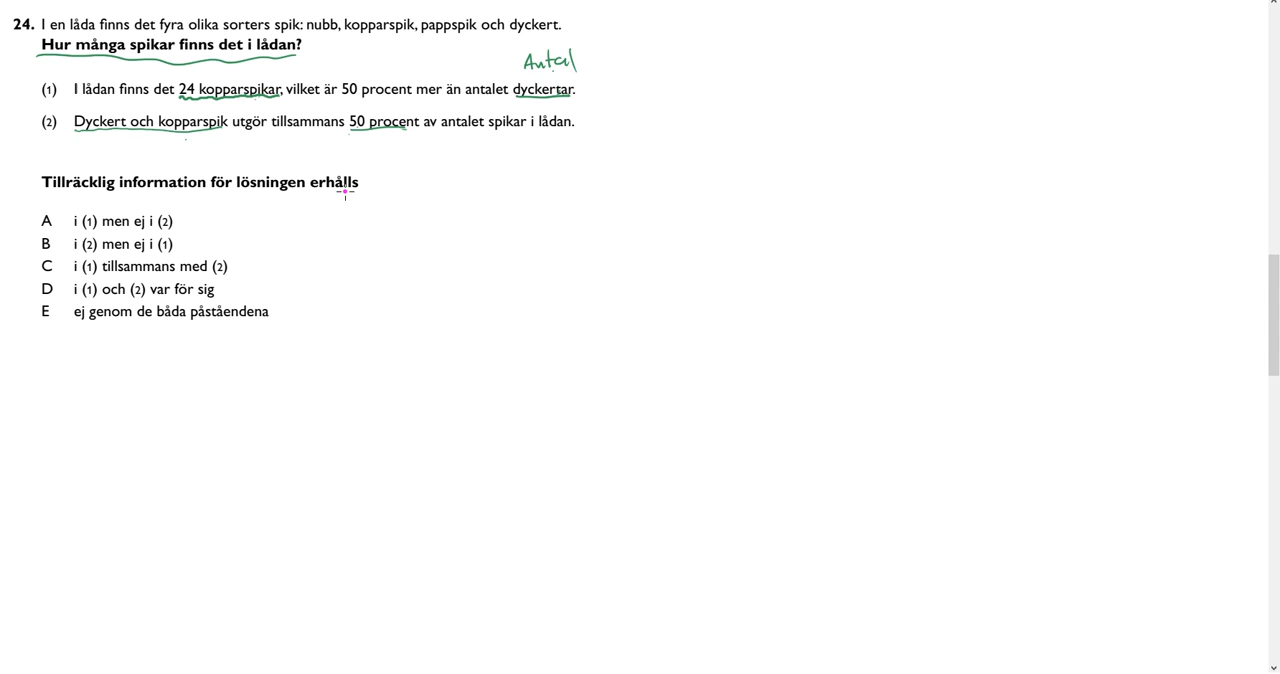 24. I en låda finns det fyra olika sorters spik: nubb, kopparspik, pappspik och dyckert.
Hur många spikar finns det i lådan?
Antal
(1) I lådan finns det 24 kopparspikar, vilket är 50 procent mer än antalet dyckertar.
(2) Dyckert och kopparspik utgör tillsammans 50 procent av antalet spikar i lådan.
Tillräcklig information för lösningen erhålls
A i (1) men ej i (2)
B i (2) men ej i (1)
C i (1) tillsammans med (2)
D i (1) och (2) var för sig
E ej genom de båda påståendena